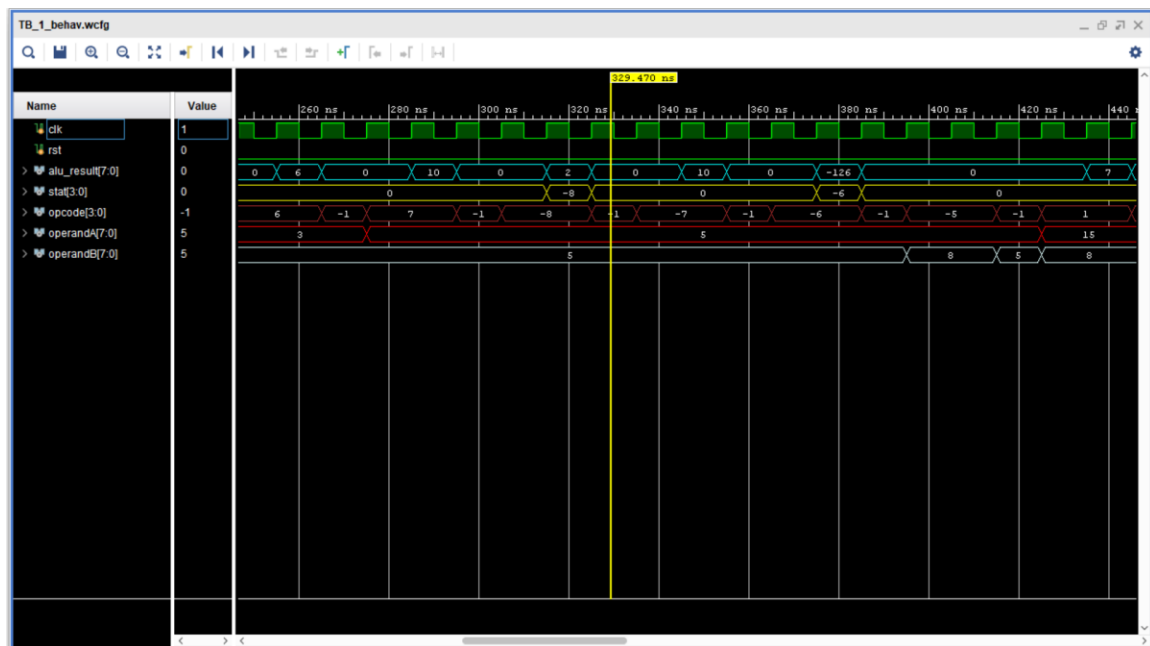 TB_1_behav.wcfg
329.470 ns
Name Value
260 ns 280 ns 300 ns 320 ns 340 ns 360 ns 380 ns 400 ns 420 ns 440
clk 1
rst 0
alu_result[7:0] 0 0 6 0 10 0 2 0 10 0 -126 0 7
stat[3:0] 0 0 -8 0 -6 0
opcode[3:0] -1 6 -1 7 -1 -8 -1 -7 -1 -6 -1 -5 -1 1
operandA[7:0] 5 3 5 15
operandB[7:0] 5 5 8 5 8